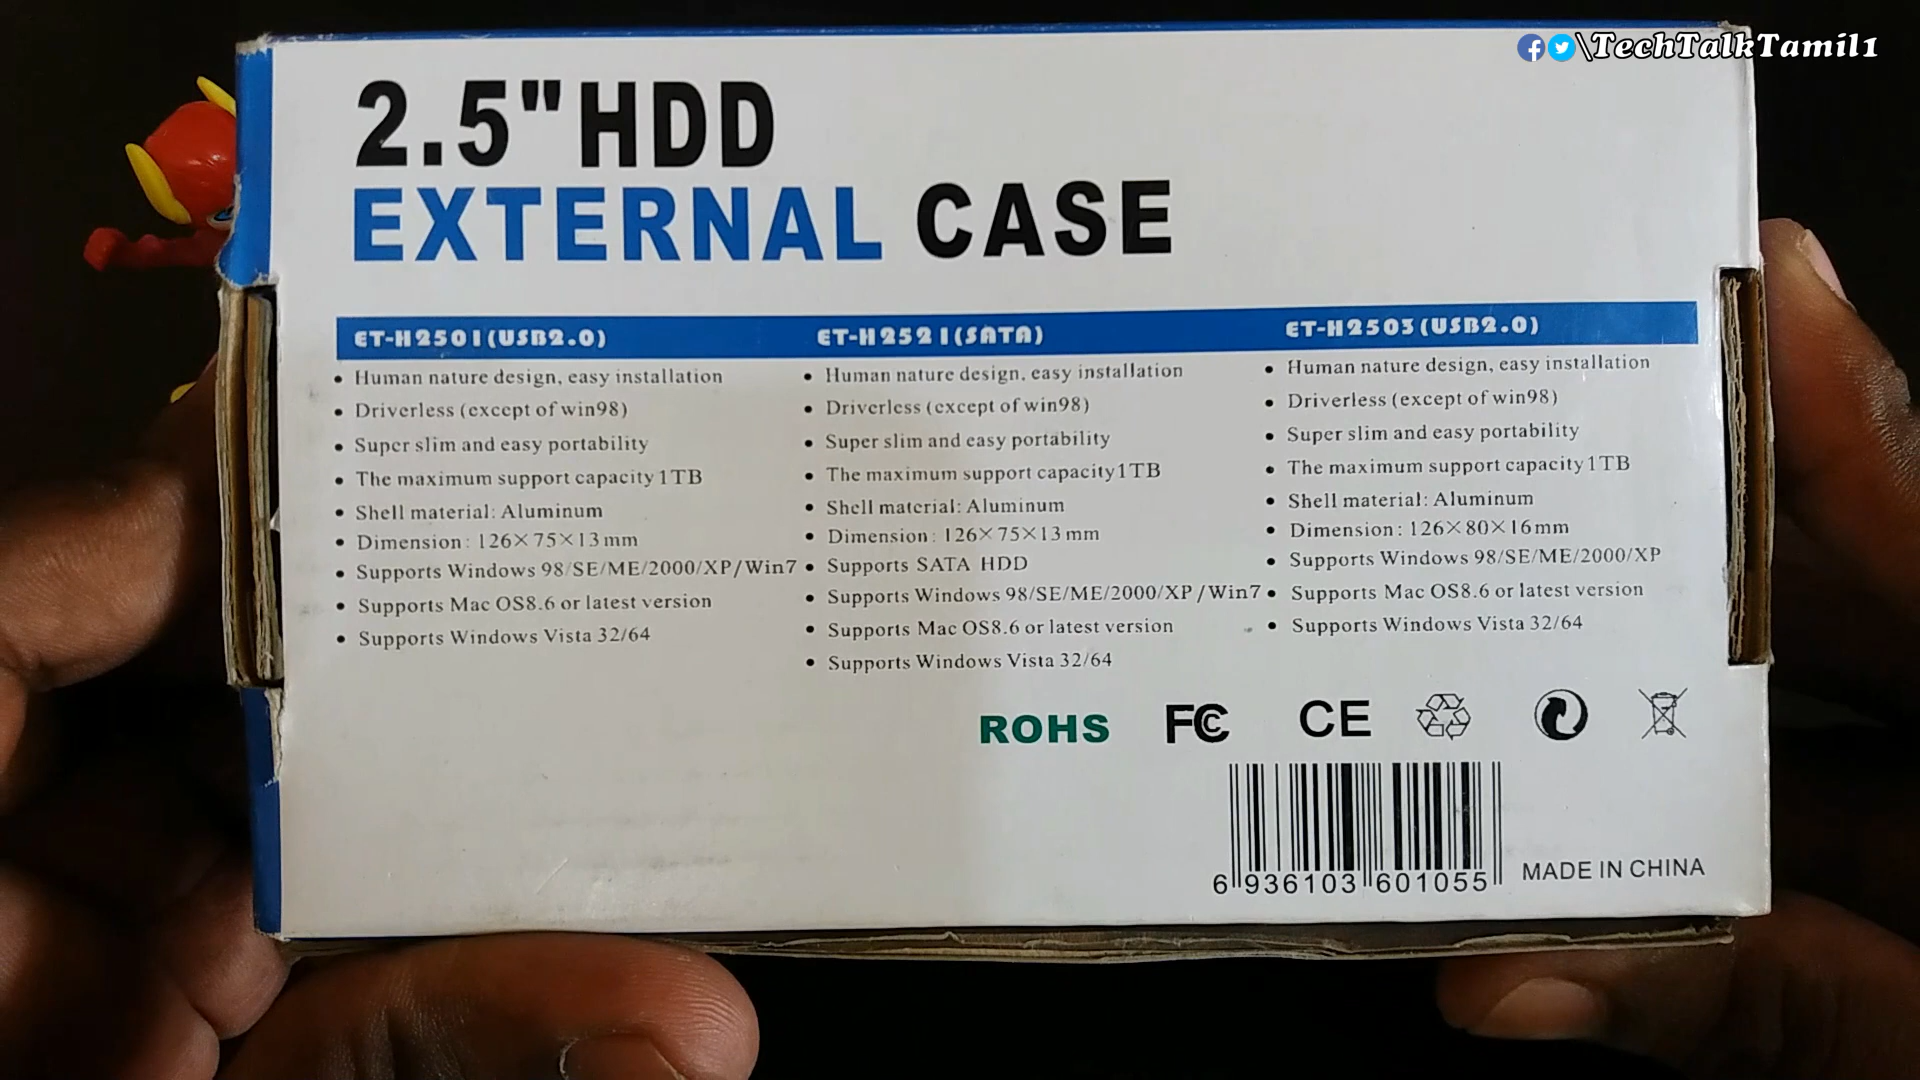 \TechTalkTamil1
2.5"HDD
EXTERNAL CASE
ET-H2501(USB2.0)
• Human nature design, easy installation
• Driverless (except of win98)
• Super slim and easy portability
• The maximum support capacity 1TB
• Shell material: Aluminum
• Dimension: 126×75×13mm
• Supports Windows 98/SE/ME/2000/XP/Win7
• Supports Mac OS8.6 or latest version
• Supports Windows Vista 32/64
ET-H2521(SATA)
• Human nature design, easy installation
• Driverless (except of win98)
• Super slim and easy portability
• The maximum support capacity 1TB
• Shell material: Aluminum
• Dimension: 126×75×13mm
• Supports SATA HDD
• Supports Windows 98/SE/ME/2000/XP/Win7
• Supports Mac OS8.6 or latest version
• Supports Windows Vista 32/64
ET-H2503(USB2.0)
• Human nature design, easy installation
• Driverless (except of win98)
• Super slim and easy portability
• The maximum support capacity 1TB
• Shell material: Aluminum
• Dimension: 126×80×16mm
• Supports Windows 98/SE/ME/2000/XP
• Supports Mac OS8.6 or latest version
• Supports Windows Vista 32/64
ROHS FC CE
6 936103 601055
MADE IN CHINA